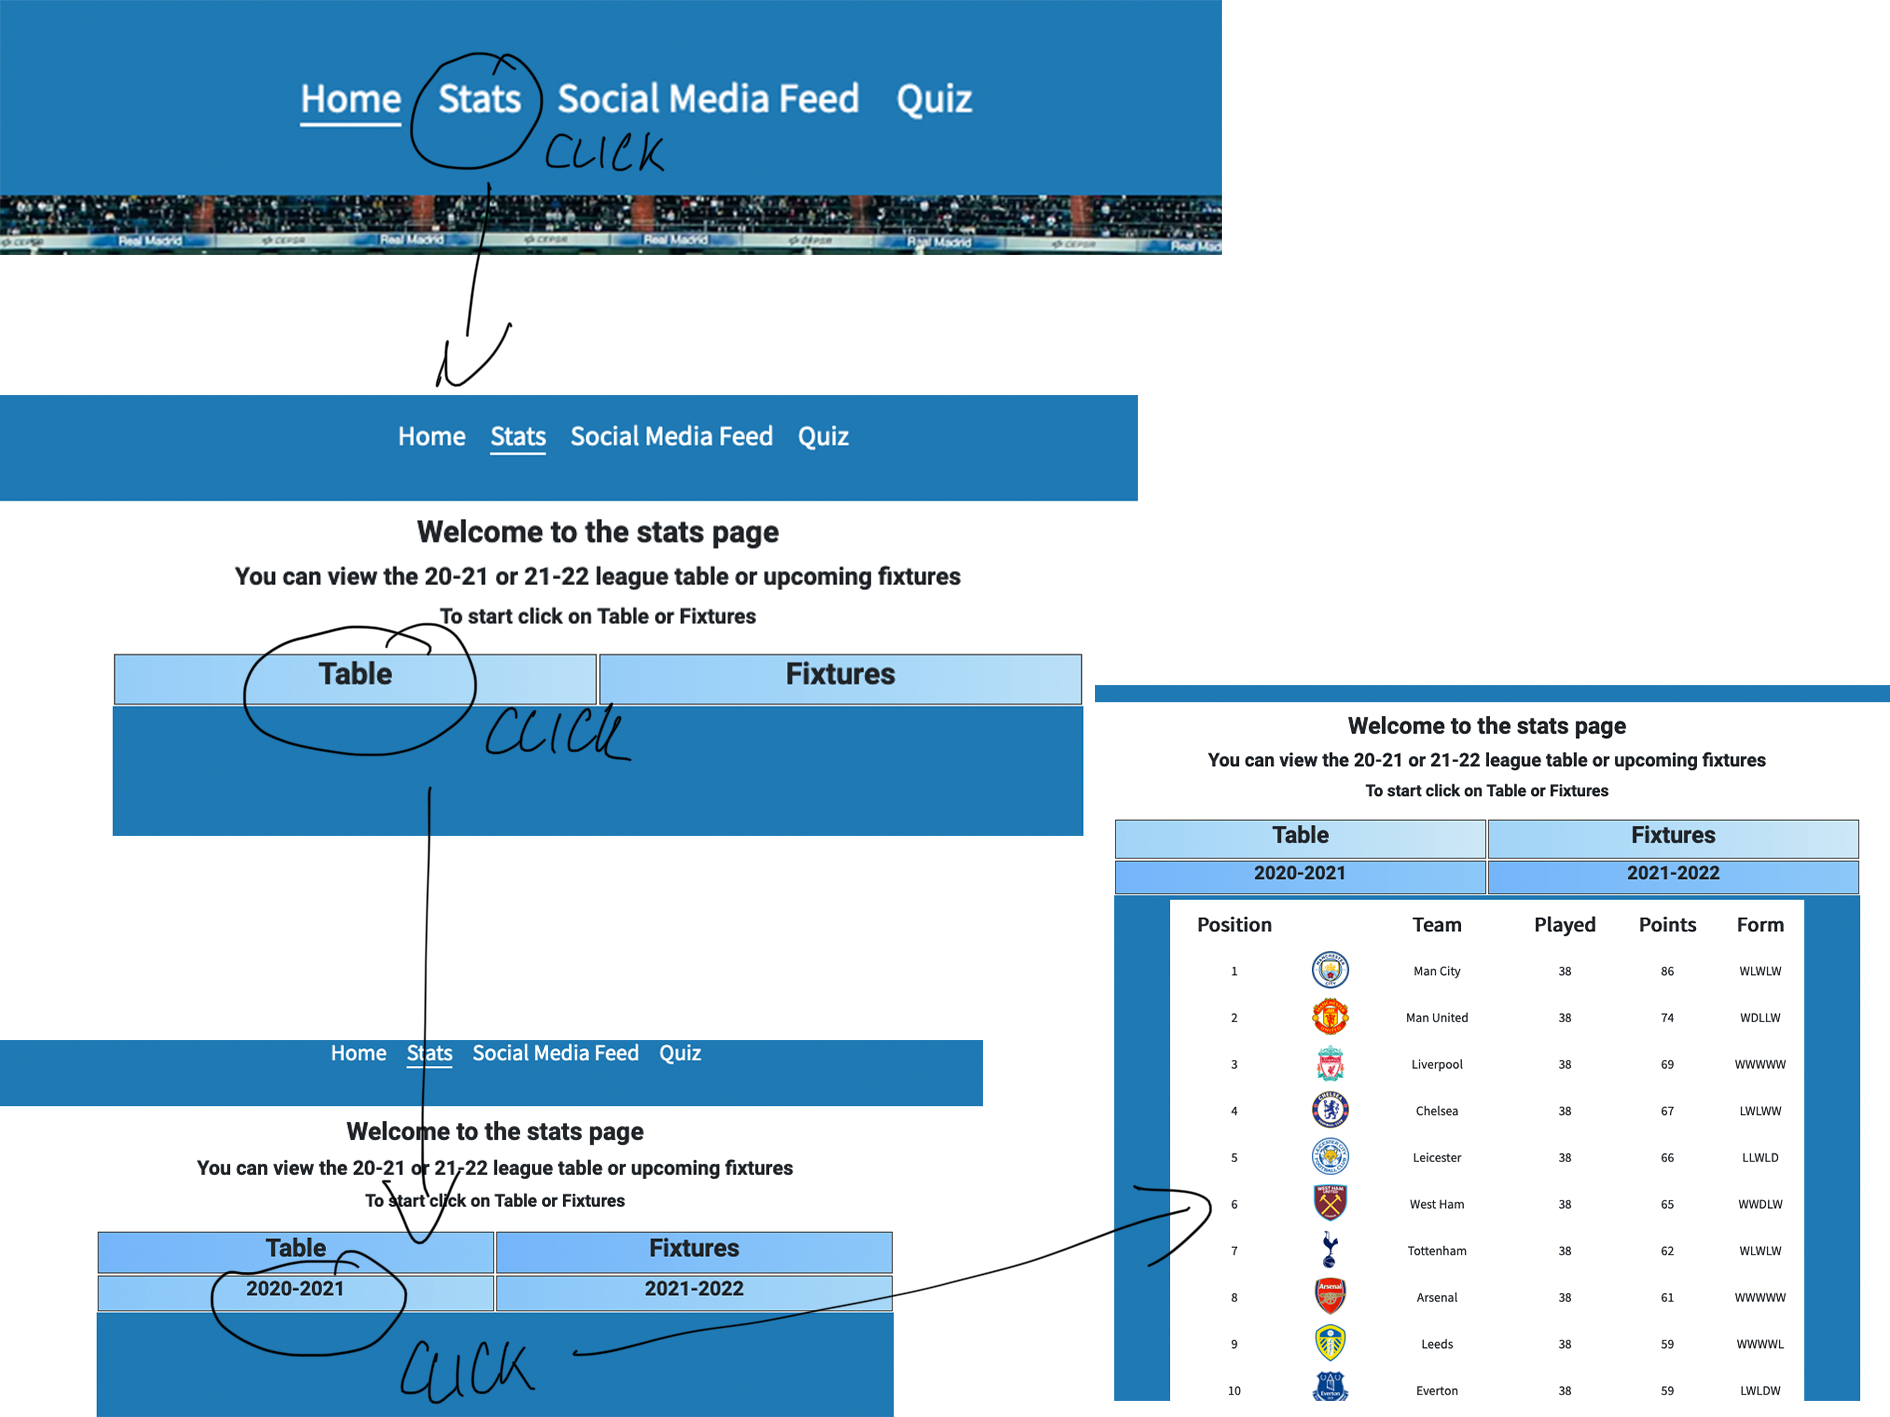 Home Stats Social Media Feed Quiz
CLICK
CEPSA Real Madrid CEPSA Real Madrid CEPSA Real Madrid CEPSA Real Madrid CEPSA Real Mad
Home Stats Social Media Feed Quiz
Welcome to the stats page
You can view the 20-21 or 21-22 league table or upcoming fixtures
To start click on Table or Fixtures
Table Fixtures
CLICK
Home Stats Social Media Feed Quiz
Welcome to the stats page
You can view the 20-21 or 21-22 league table or upcoming fixtures
To start click on Table or Fixtures
Table Fixtures
2020-2021 2021-2022
CLICK
Welcome to the stats page
You can view the 20-21 or 21-22 league table or upcoming fixtures
To start click on Table or Fixtures
Table Fixtures
2020-2021 2021-2022
Position Team Played Points Form
1 Man City 38 86 WLWLW
2 Man United 38 74 WDLLW
3 Liverpool 38 69 WWWWW
4 Chelsea 38 67 LWLWW
5 Leicester 38 66 LLWLD
6 West Ham 38 65 WWDLW
7 Tottenham 38 62 WLWLW
8 Arsenal Arsenal 38 61 WWWWW
9 Leeds 38 59 WWWWL
10 Everton Everton 38 59 LWLDW